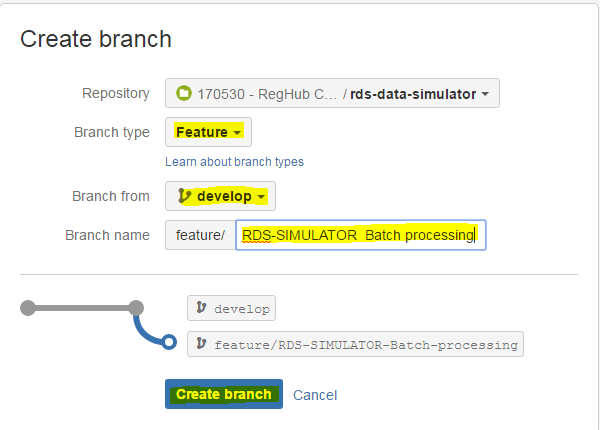 Create branch
Repository 170530 - RegHub C... / rds-data-simulator
Branch type Feature
Learn about branch types
Branch from develop
Branch name feature/ RDS-SIMULATOR Batch processing
develop
feature/RDS-SIMULATOR-Batch-processing
Create branch Cancel